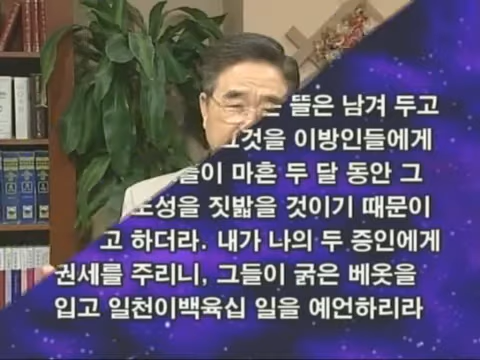 뜰은 남겨 두고
그것을 이방인들에게
들이 마흔 두 달 동안 그
도성을 짓밟을 것이기 때문이
고 하더라. 내가 나의 두 증인에게
권세를 주리니, 그들이 굵은 베옷을
입고 일천이백육십 일을 예언하리라